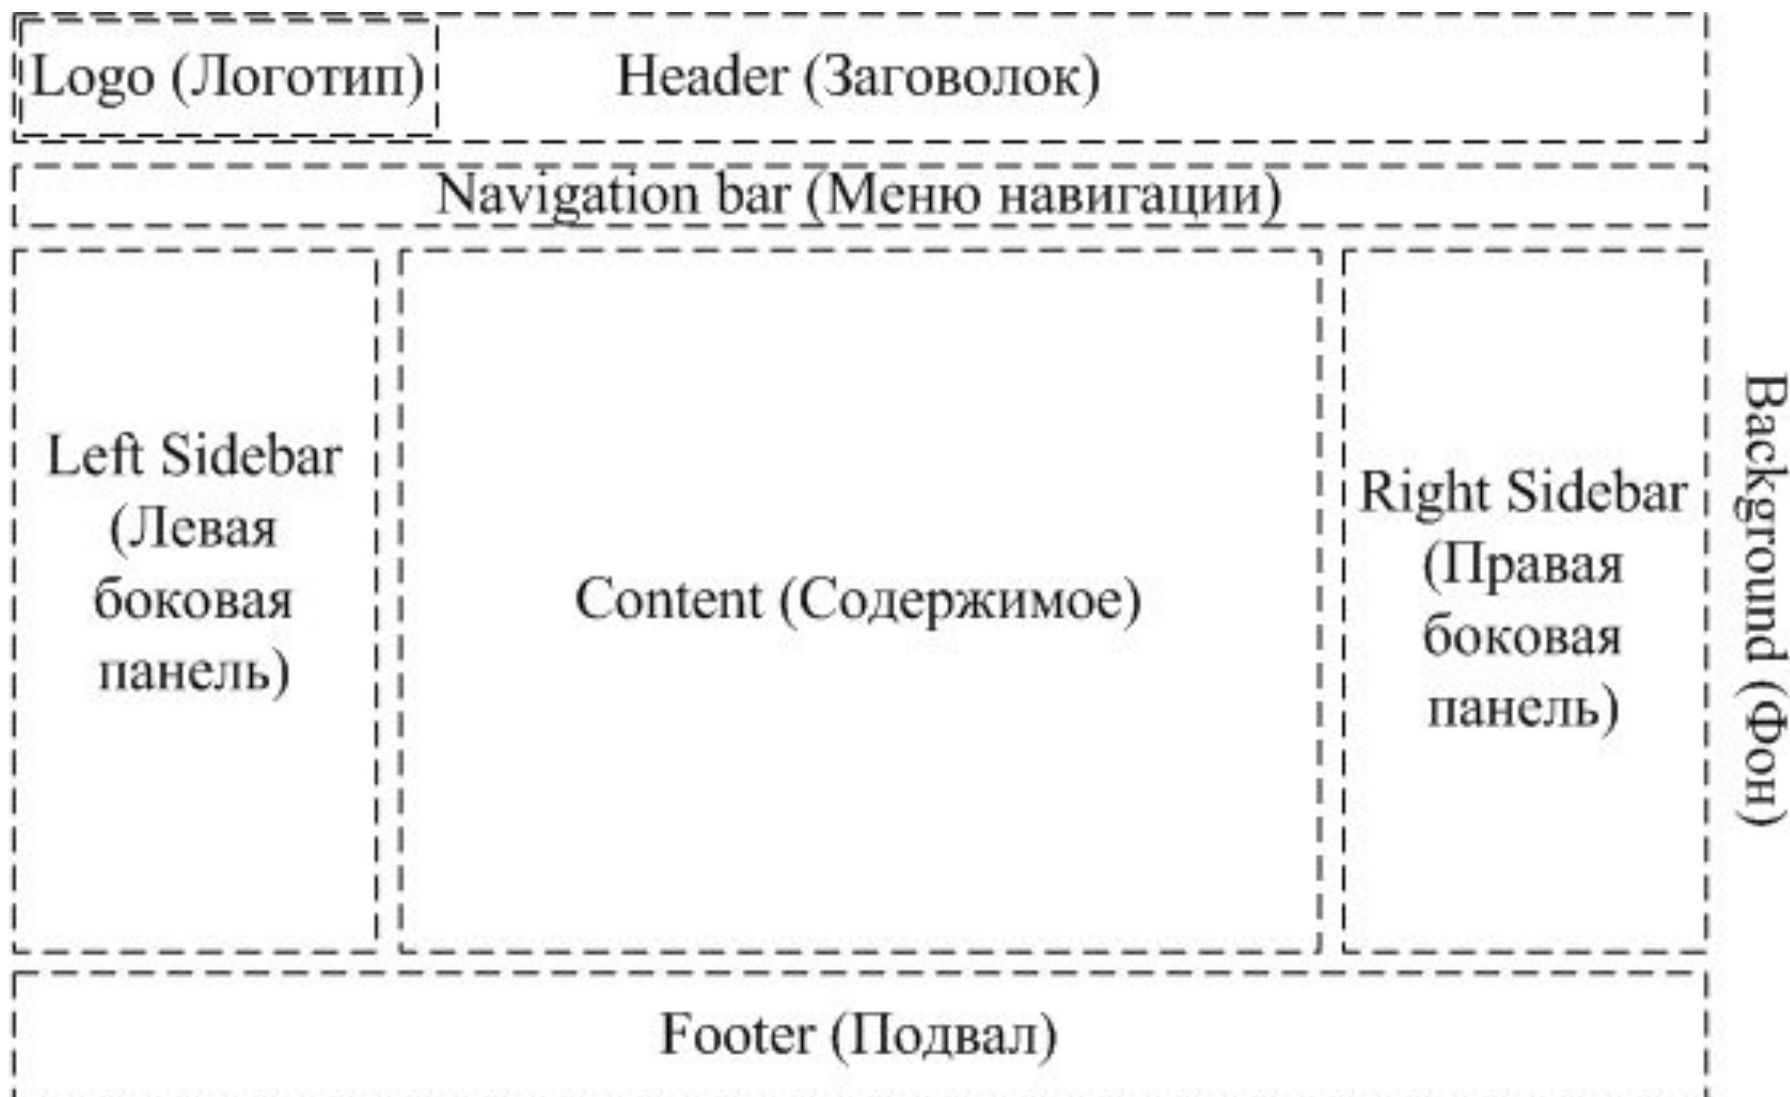 Logo (Логотип)
Header (Заговолок)
Navigation bar (Меню навигации)
Left Sidebar
(Левая
боковая
панель)
Content (Содержимое)
Right Sidebar
(Правая
боковая
панель)
Background (Фон)
Footer (Подвал)